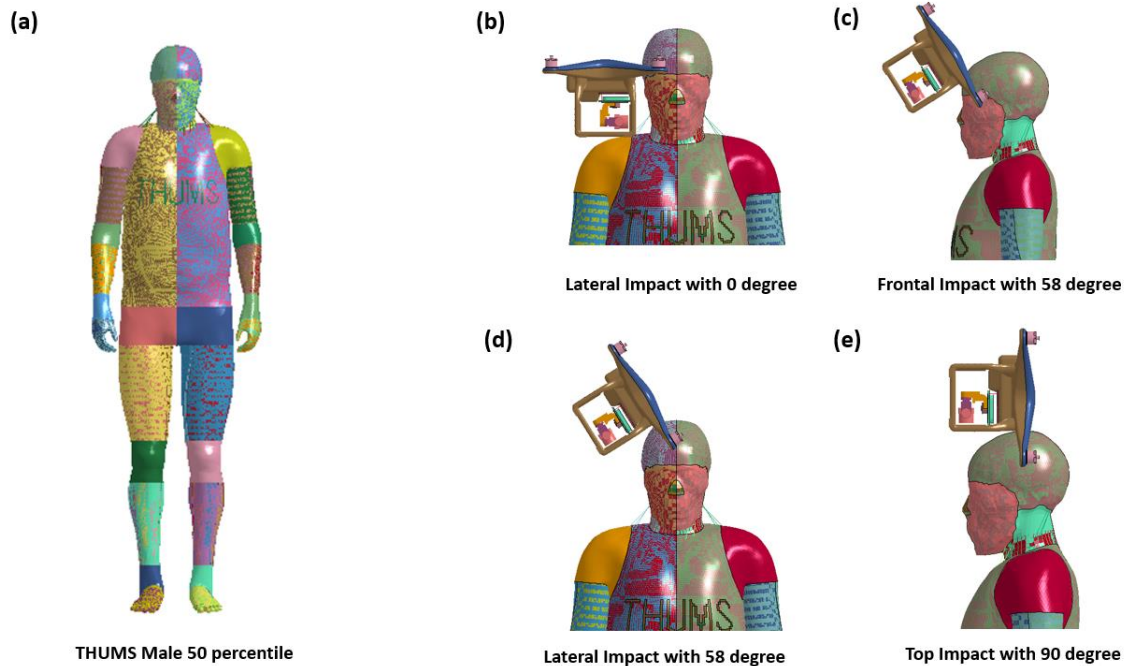 (a)
THUMS
THUMS Male 50 percentile
(b)
THUMS
Lateral Impact with 0 degree
(c)
MS
Frontal Impact with 58 degree
(d)
THUMS
Lateral Impact with 58 degree
(e)
Top Impact with 90 degree